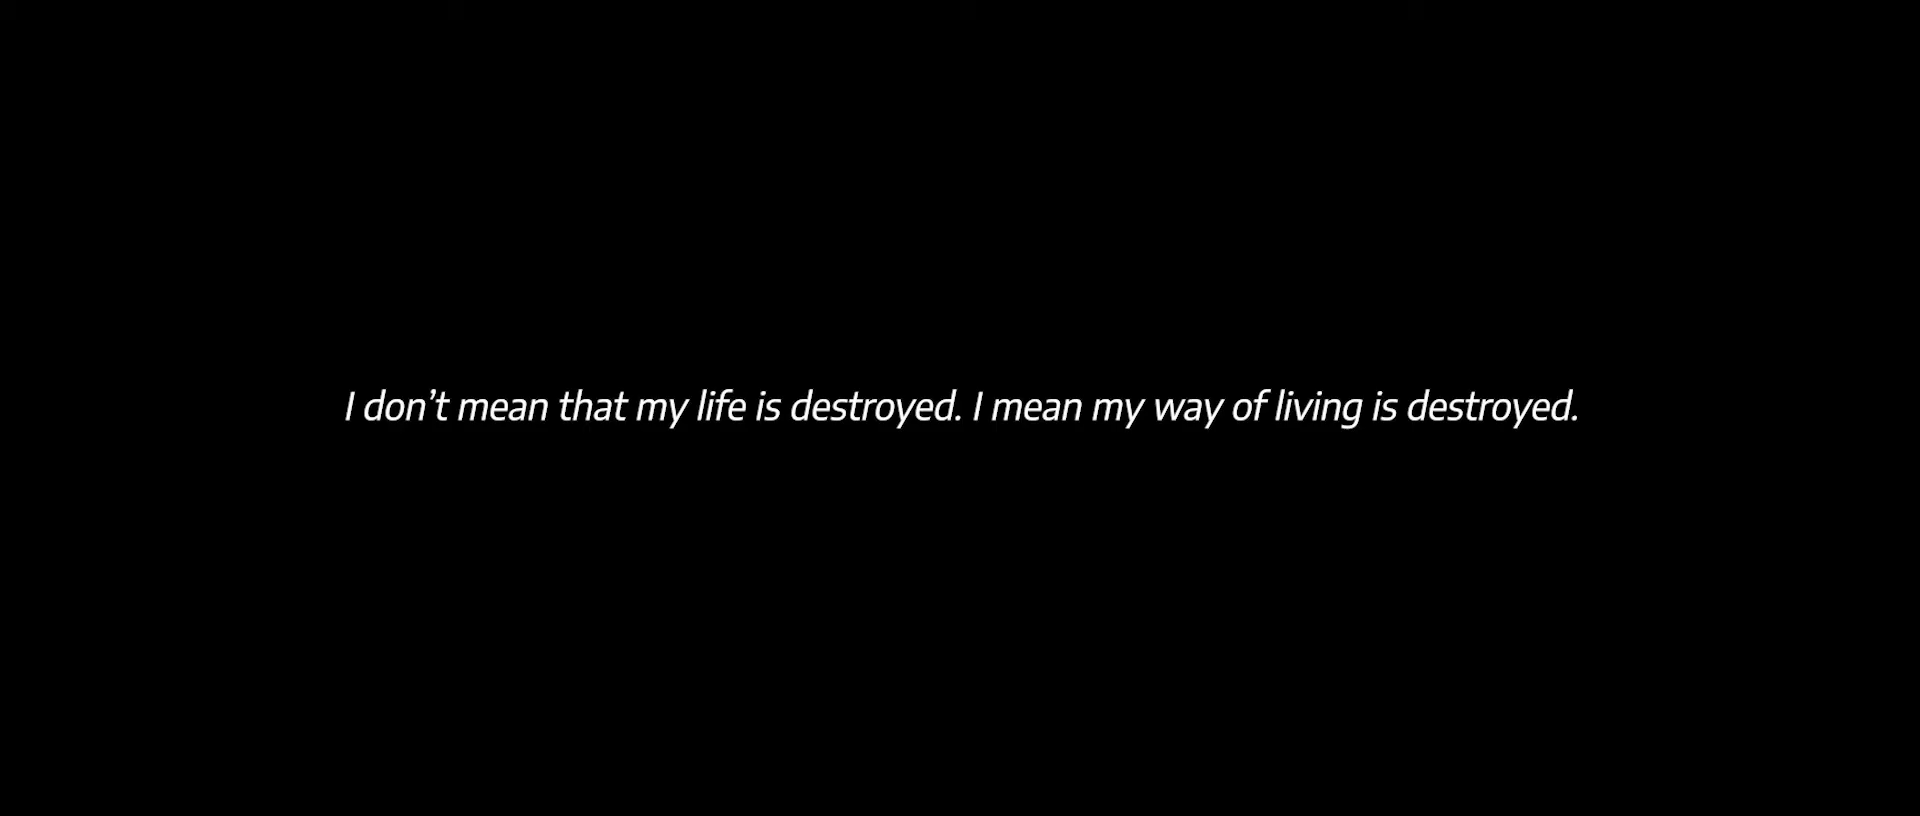 I don’t mean that my life is destroyed. I mean my way of living is destroyed.